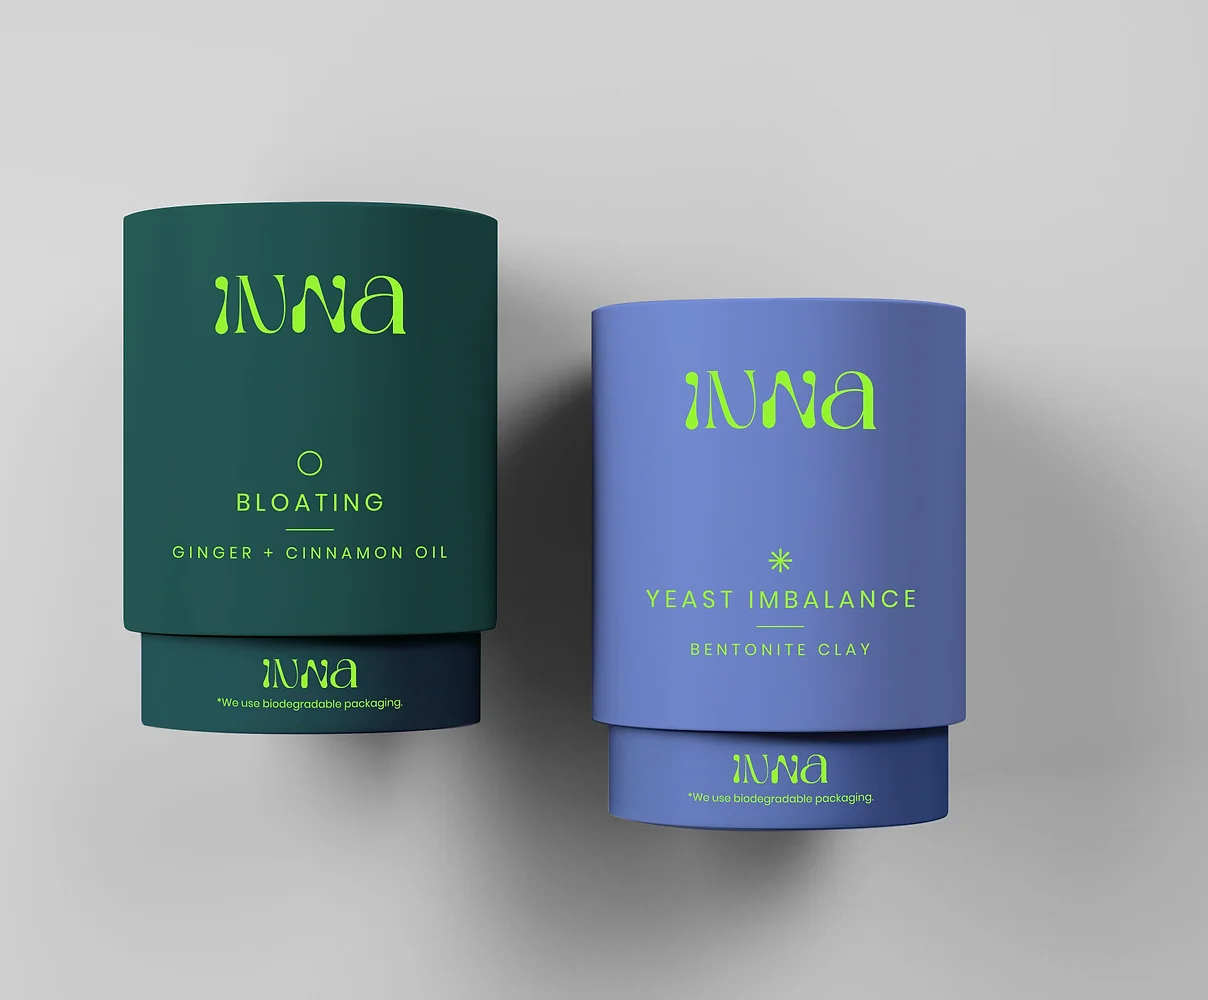 INNa
BLOATING
GINGER + CINNAMON OIL
INNa
*We use biodegradable packaging.
INNa
YEAST IMBALANCE
BENTONITE CLAY
INNa
*We use biodegradable packaging.